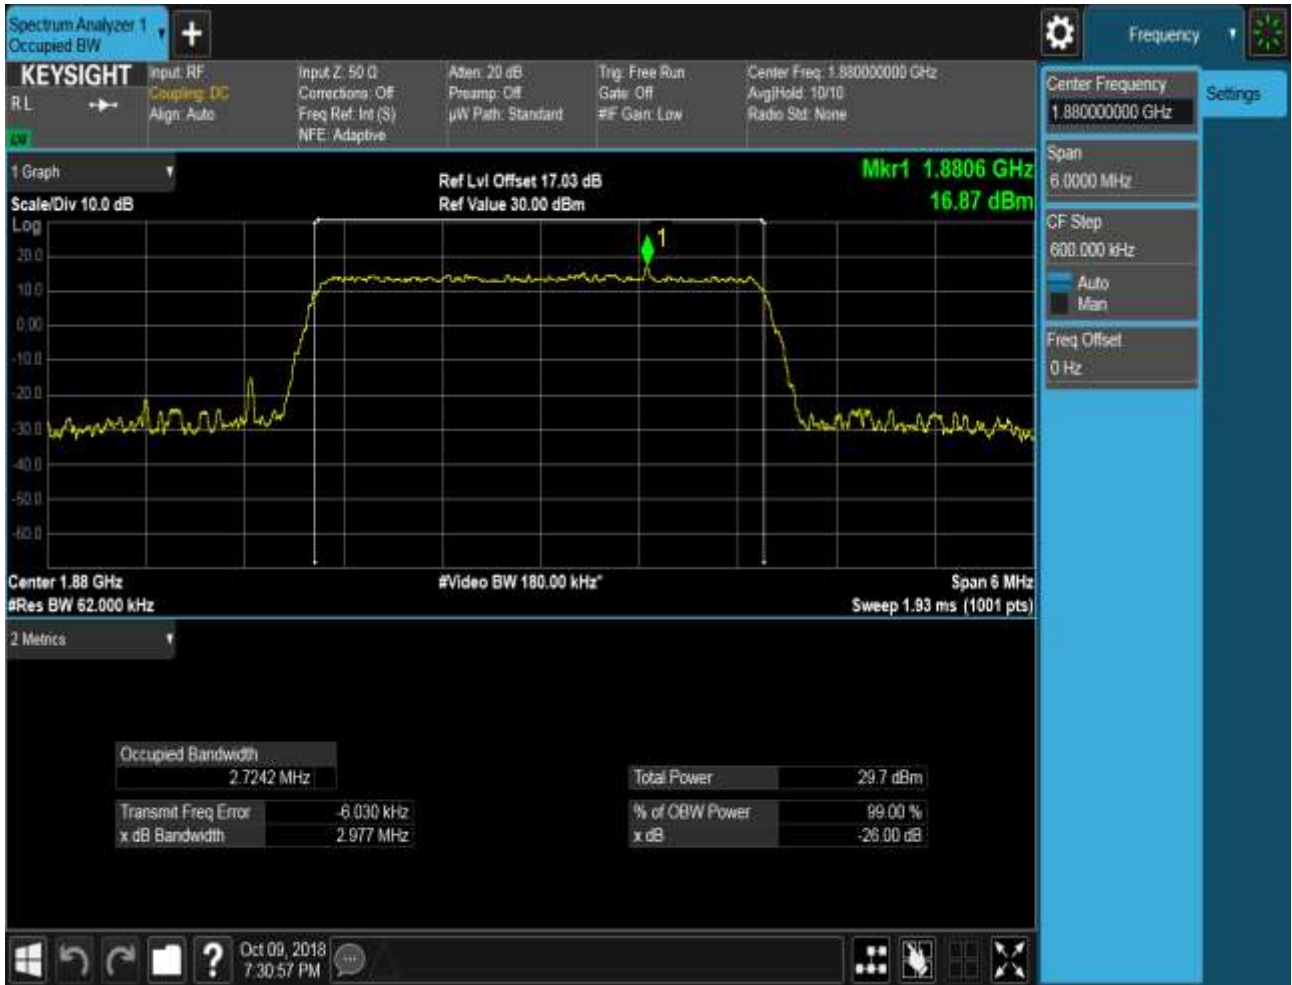 Spectrum Analyzer 1
Occupied BW
Frequency
KEYSIGHT
RL
Input: RF
Coupling: DC
Align: Auto
Input Z: 50 Ω
Corrections: Off
Freq Ref: Int (S)
NFE: Adaptive
Atten: 20 dB
Preamp: Off
µW Path: Standard
Trig: Free Run
Gate: Off
#IF Gain: Low
Center Freq: 1.880000000 GHz
Avg|Hold: 10/10
Radio Std: None
Center Frequency
1.880000000 GHz
Settings
Span
6.0000 MHz
CF Step
600.000 kHz
Auto
Man
Freq Offset
0 Hz
1 Graph
Scale/Div 10.0 dB
Ref Lvl Offset 17.03 dB
Ref Value 30.00 dBm
Mkr1 1.8806 GHz
16.87 dBm
Log
20.0
10.0
0.00
-10.0
-20.0
-30.0
-40.0
-50.0
-60.0
1
Center 1.88 GHz
#Video BW 180.00 kHz*
Span 6 MHz
#Res BW 62.000 kHz
Sweep 1.93 ms (1001 pts)
2 Metrics
Occupied Bandwidth
2.7242 MHz
Total Power 29.7 dBm
Transmit Freq Error -6.030 kHz
% of OBW Power 99.00 %
x dB Bandwidth 2.977 MHz
x dB -26.00 dB
?
Oct 09, 2018
7:30:57 PM